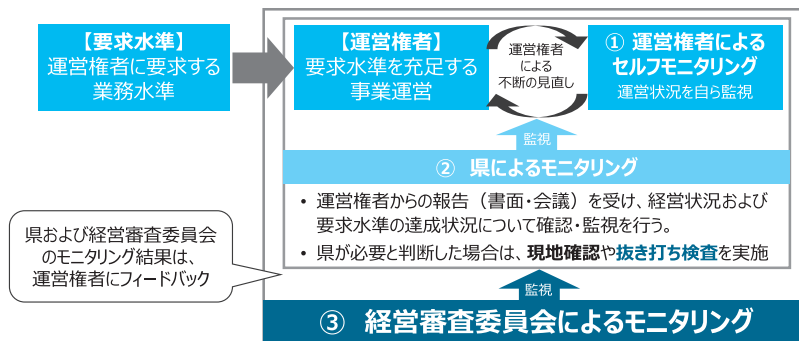 【要求水準】
運営権者に要求する
業務水準
【運営権者】
要求水準を充足する
事業運営
運営権者
による
不断の見直し
① 運営権者による
セルフモニタリング
運営状況を自ら監視
監視
② 県によるモニタリング
• 運営権者からの報告（書面・会議）を受け、経営状況および
要求水準の達成状況について確認・監視を行う。
• 県が必要と判断した場合は、現地確認や抜き打ち検査を実施
県および経営審査委員会
のモニタリング結果は、
運営権者にフィードバック
監視
③ 経営審査委員会によるモニタリング